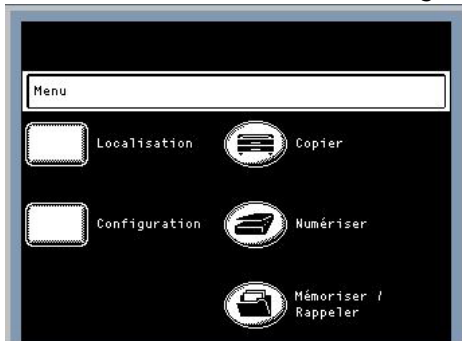 Menu
Localisation
Copier
Configuration
Numériser
Mémoriser /
Rappeler